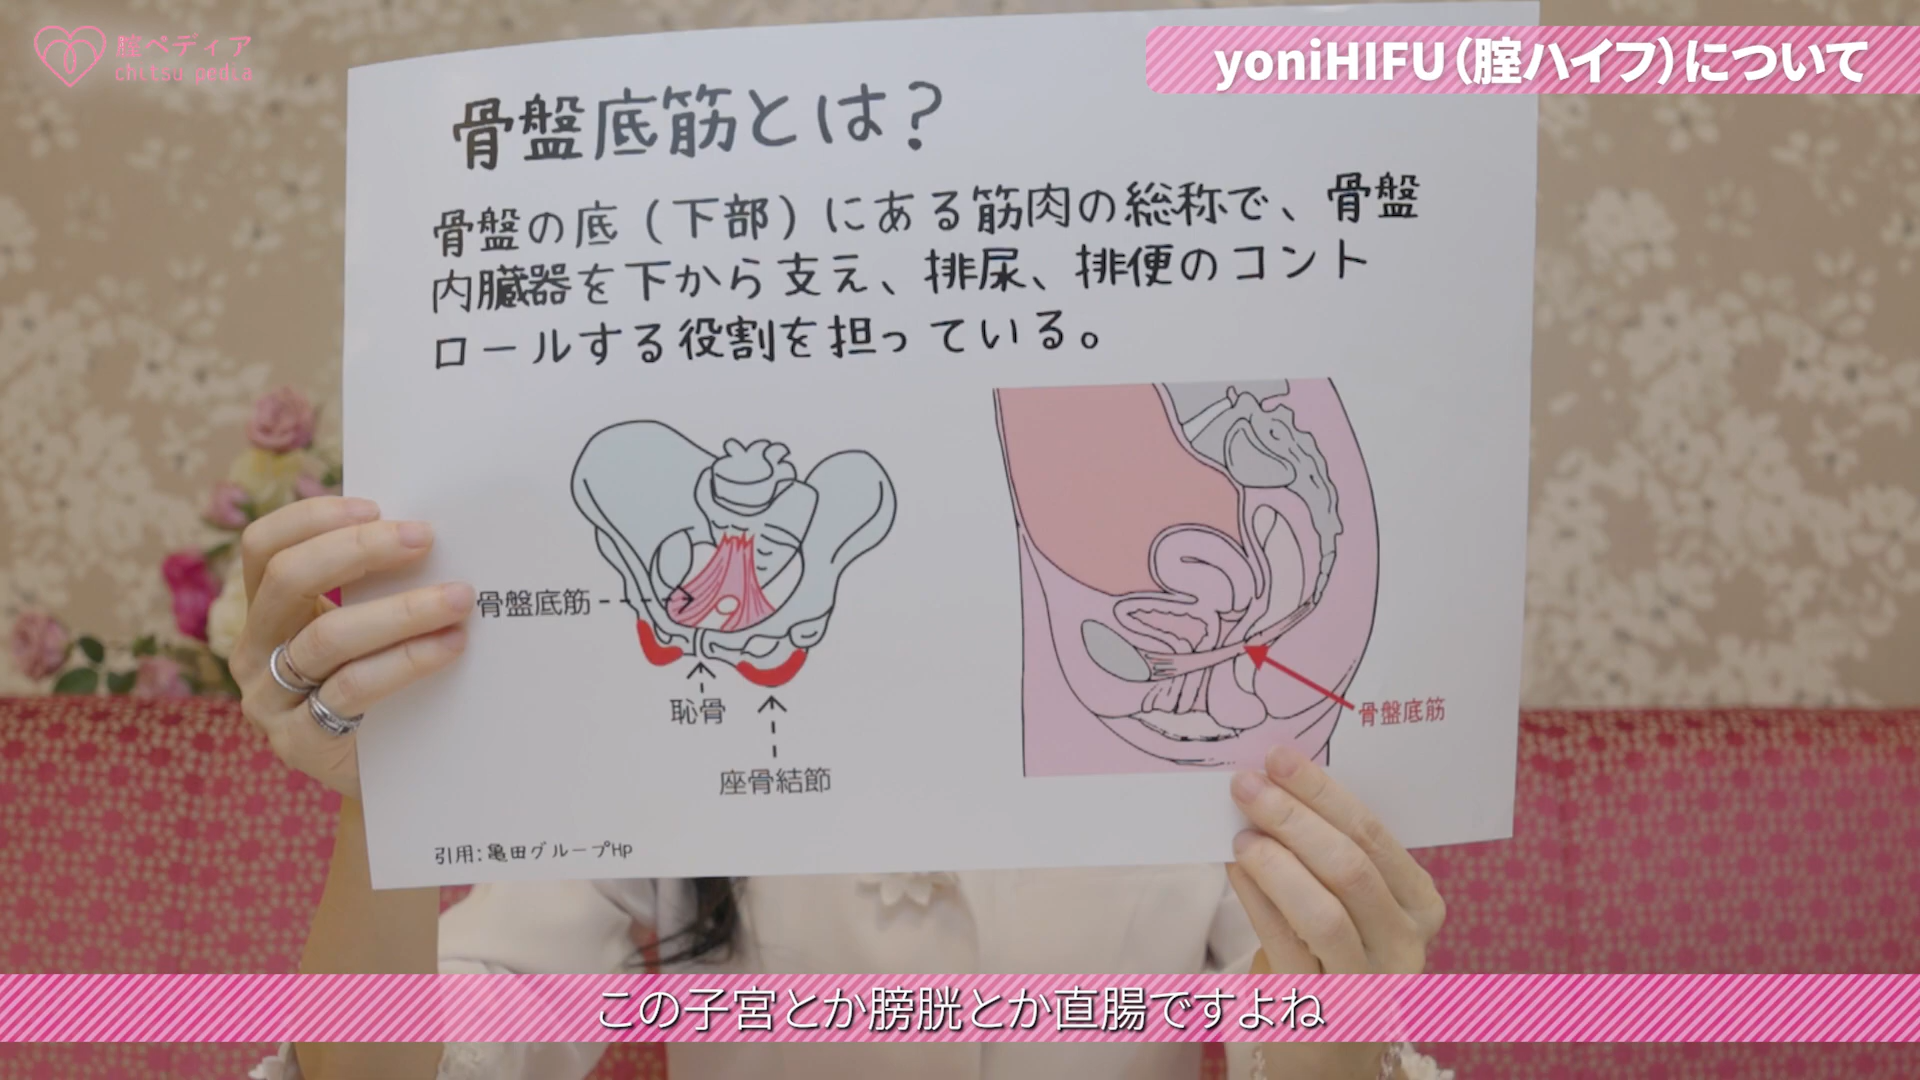 膣ペディア
chitsu pedia
yoniHIFU（膣ハイフ）について
骨盤底筋とは？
骨盤の底（下部）にある筋肉の総称で、骨盤
内臓器を下から支え、排尿、排便のコント
ロールする役割を担っている。
骨盤底筋
恥骨
座骨結節
骨盤底筋
引用：亀田グループHp
この子宮とか膀胱とか直腸ですよね